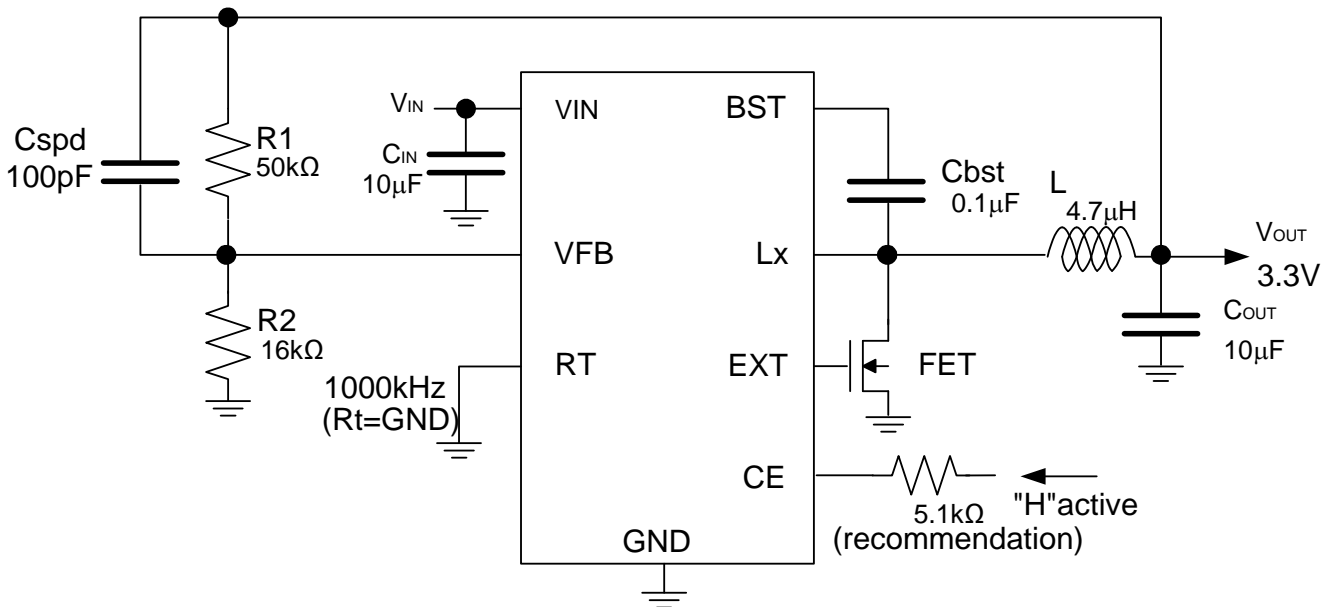 Cspd
100pF
R1
50kΩ
VIN
CIN
10μF
VIN
BST
Cbst
0.1μF
L
4.7μH
VFB
Lx
VOUT
3.3V
R2
16kΩ
COUT
10μF
1000kHz
(Rt=GND)
RT
EXT
FET
CE
5.1kΩ
"H"active
(recommendation)
GND